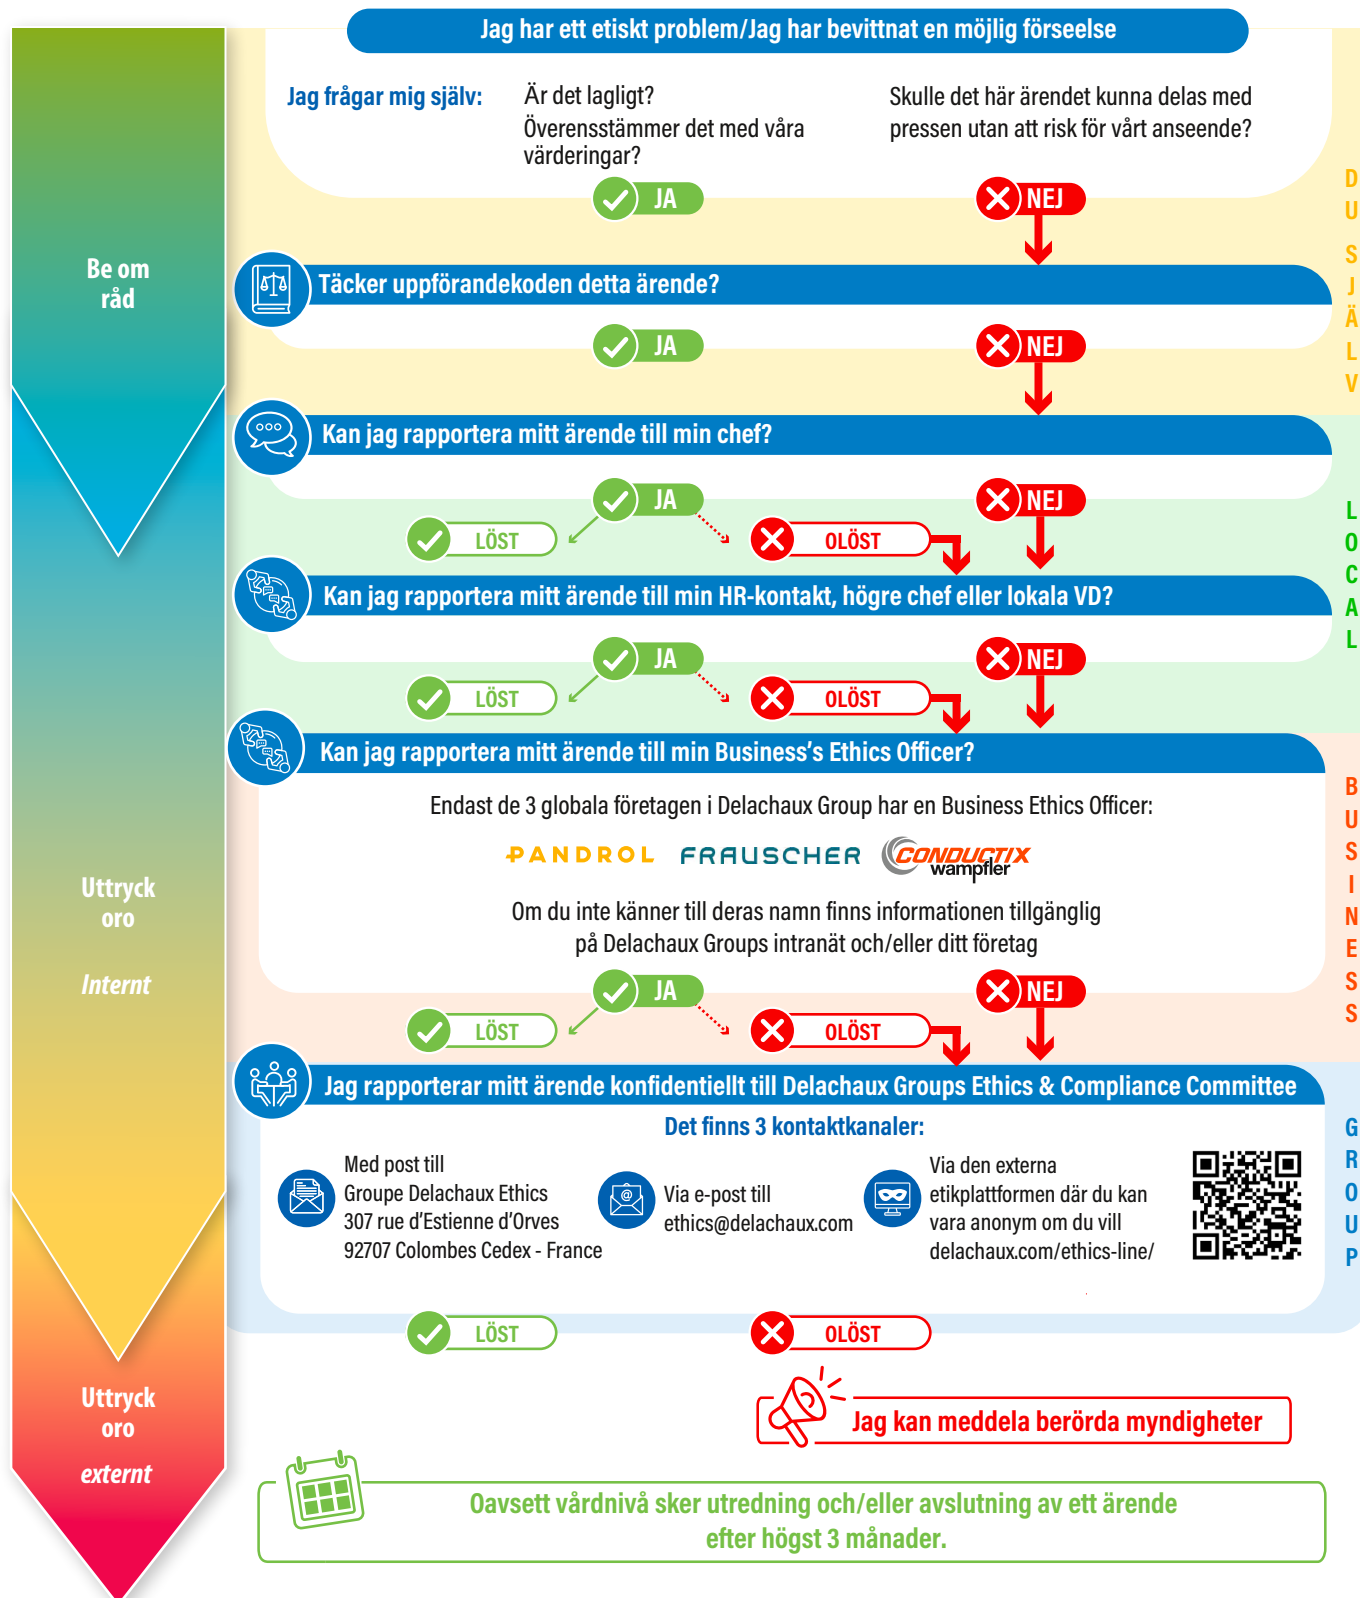 Jag har ett etiskt problem/Jag har bevittnat en möjlig förseelse
Jag frågar mig själv:
Är det lagligt?
Överensstämmer det med våra
värderingar?
Skulle det här ärendet kunna delas med
pressen utan att risk för vårt anseende?
JA
NEJ
Be om
råd
Täcker uppförandekoden detta ärende?
JA
NEJ
DU SJÄLV
Kan jag rapportera mitt ärende till min chef?
JA
NEJ
LÖST
OLÖST
Kan jag rapportera mitt ärende till min HR-kontakt, högre chef eller lokala VD?
JA
NEJ
LÖST
OLÖST
LOCAL
Kan jag rapportera mitt ärende till min Business's Ethics Officer?
Endast de 3 globala företagen i Delachaux Group har en Business Ethics Officer:
PANDROL FRAUSCHER CONDUCTIX
wampfler
Om du inte känner till deras namn finns informationen tillgänglig
på Delachaux Groups intranät och/eller ditt företag
Uttryck
oro
Internt
JA
NEJ
LÖST
OLÖST
BUSINESS
Jag rapporterar mitt ärende konfidentiellt till Delachaux Groups Ethics & Compliance Committee
Det finns 3 kontaktkanaler:
Med post till
Groupe Delachaux Ethics
307 rue d'Estienne d'Orves
92707 Colombes Cedex - France
@
Via e-post till
ethics@delachaux.com
Via den externa
etikplattformen där du kan
vara anonym om du vill
delachaux.com/ethics-line/
GROUP
LÖST
OLÖST
Uttryck
oro
externt
Jag kan meddela berörda myndigheter
Oavsett vårdnivå sker utredning och/eller avslutning av ett ärende
efter högst 3 månader.